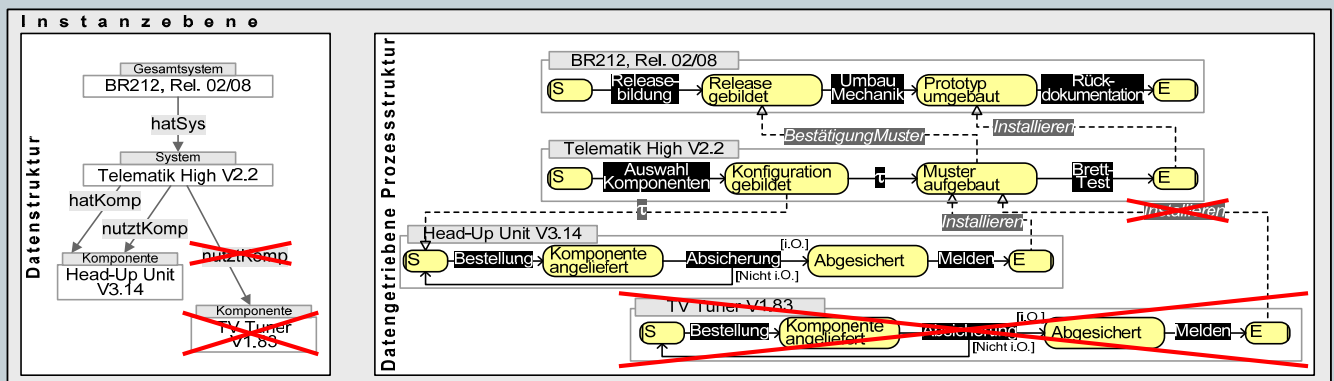 Instanzebene
Datenstruktur
Gesamtsystem
BR212, Rel. 02/08
hatSys
System
Telematik High V2.2
hatKomp
nutztKomp
nutztKomp
Komponente
Head-Up Unit
V3.14
Komponente
TV Tuner
V1.83
Datengetriebene Prozessstruktur
BR212, Rel. 02/08
S
Release-
bildung
Release
gebildet
Umbau
Mechanik
Prototyp
umgebaut
Rück-
dokumentation
E
BestätigungMuster
Installieren
Telematik High V2.2
S
Auswahl
Komponenten
Konfiguration
gebildet
Muster
aufgebaut
Brett-
Test
E
Installieren
Installieren
Head-Up Unit V3.14
S
Bestellung
Komponente
angeliefert
Absicherung
[i.O.]
[Nicht i.O.]
Abgesichert
Melden
E
TV Tuner V1.83
S
Bestellung
Komponente
angeliefert
Absicherung
[i.O.]
[Nicht i.O.]
Abgesichert
Melden
E